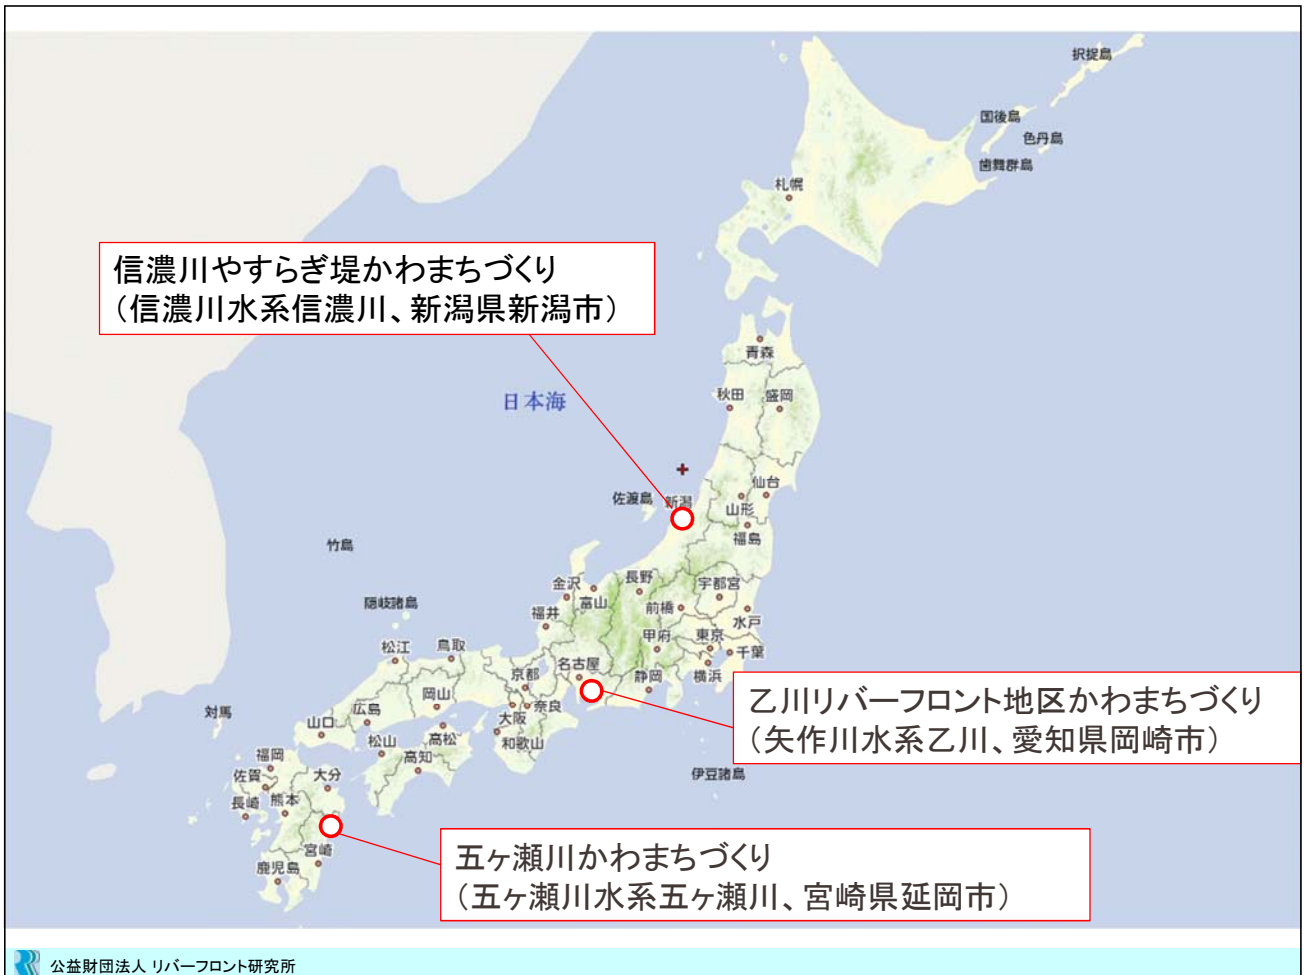 択捉島
国後島
色丹島
歯舞群島
札幌
信濃川やすらぎ堤かわまちづくり
（信濃川水系信濃川、新潟県新潟市）
青森
日本海
秋田
盛岡
仙台
佐渡島
新潟
山形
福島
竹島
金沢
長野
宇都宮
隠岐諸島
富山
福井
前橋
水戸
松江
鳥取
甲府
東京
千葉
名古屋
京都
静岡
横浜
岡山
乙川リバーフロント地区かわまちづくり
（矢作川水系乙川、愛知県岡崎市）
対馬
広島
奈良
山口
大阪
松山
高松
和歌山
福岡
高知
佐賀
大分
伊豆諸島
長崎
熊本
宮崎
五ヶ瀬川かわまちづくり
（五ヶ瀬川水系五ヶ瀬川、宮崎県延岡市）
鹿児島
公益財団法人 リバーフロント研究所